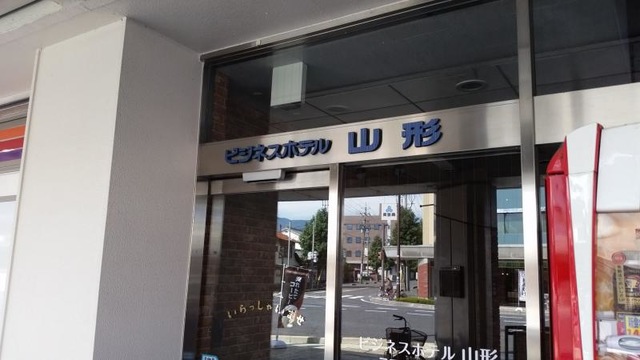 ビジネスホテル 山形
いらっしゃいませ
ビジネスホテル 山形